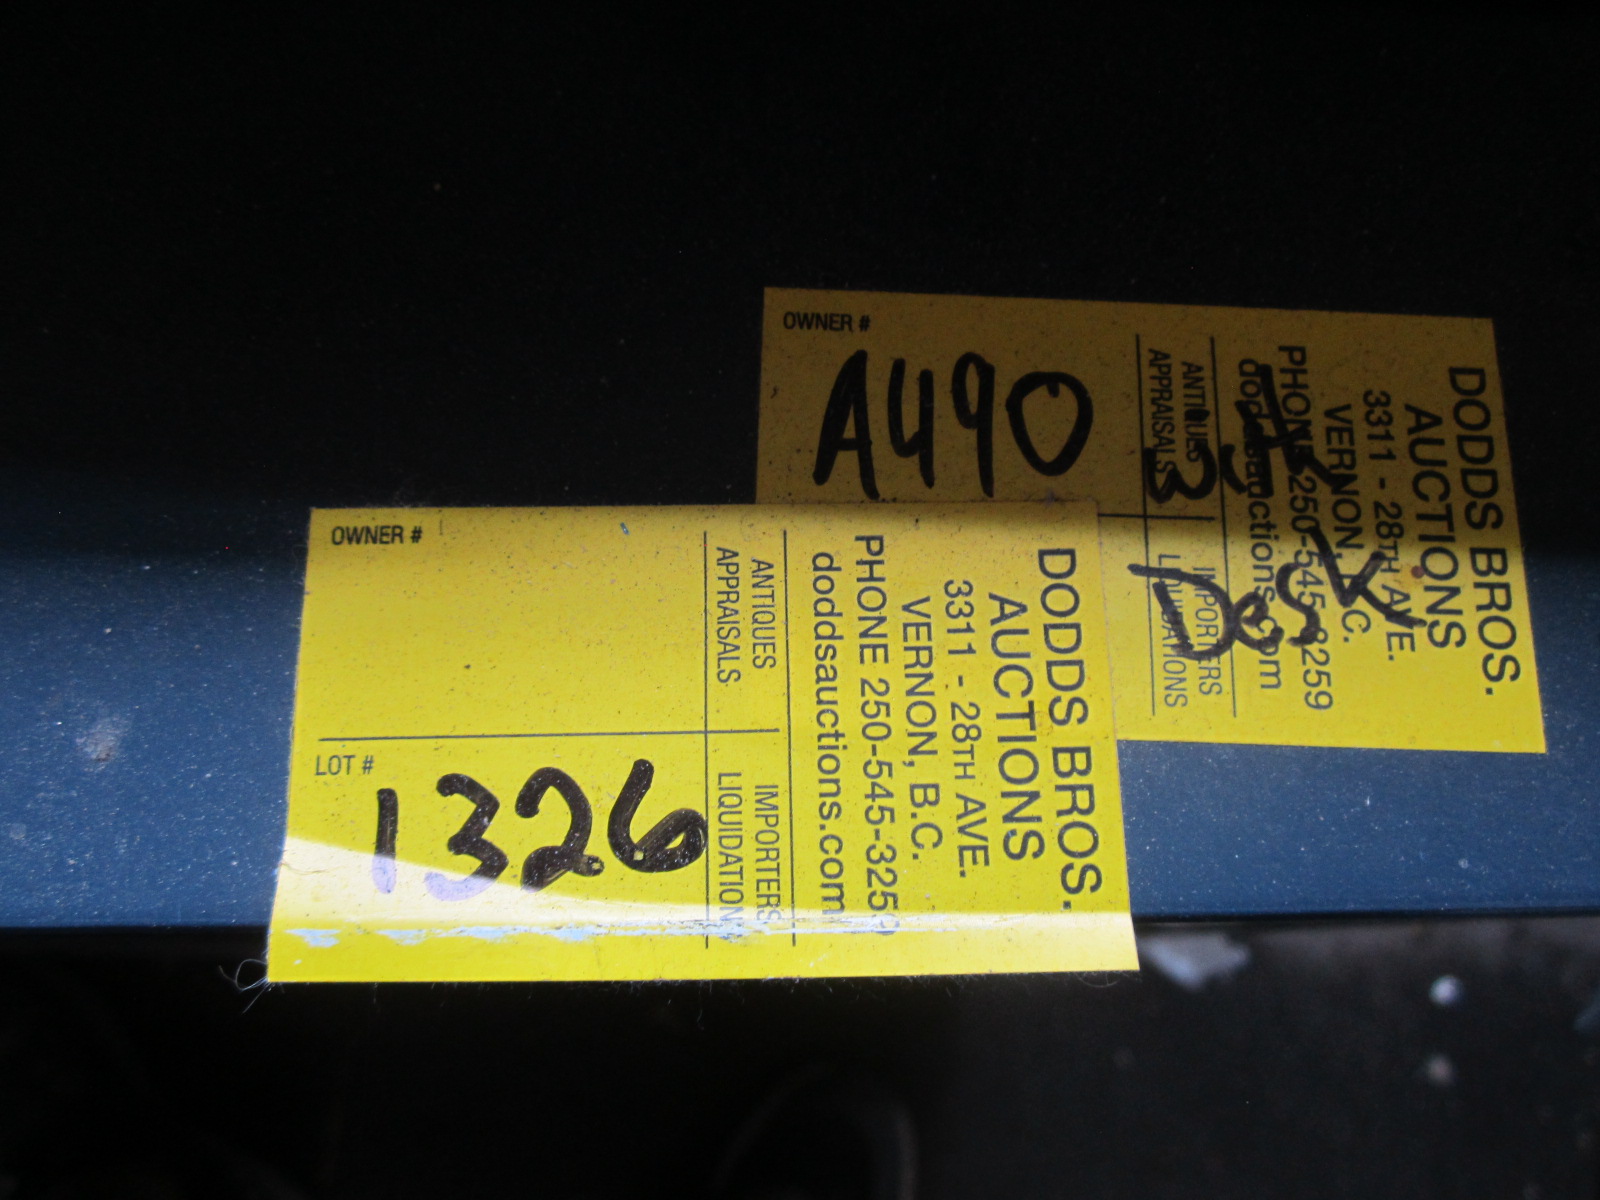 OWNER #
A490
ANTIQUES
APPRAISALS
IMPORTERS
LIQUIDATIONS
DODDS BROS.
AUCTIONS
3311 - 28TH AVE.
VERNON, B.C.
PHONE 250-545-3259
doddsauctions.com
Desk
OWNER #
LOT #
1326
ANTIQUES
APPRAISALS
IMPORTERS
LIQUIDATION
DODDS BROS.
AUCTIONS
3311 - 28TH AVE.
VERNON, B.C.
PHONE 250-545-3259
doddsauctions.com